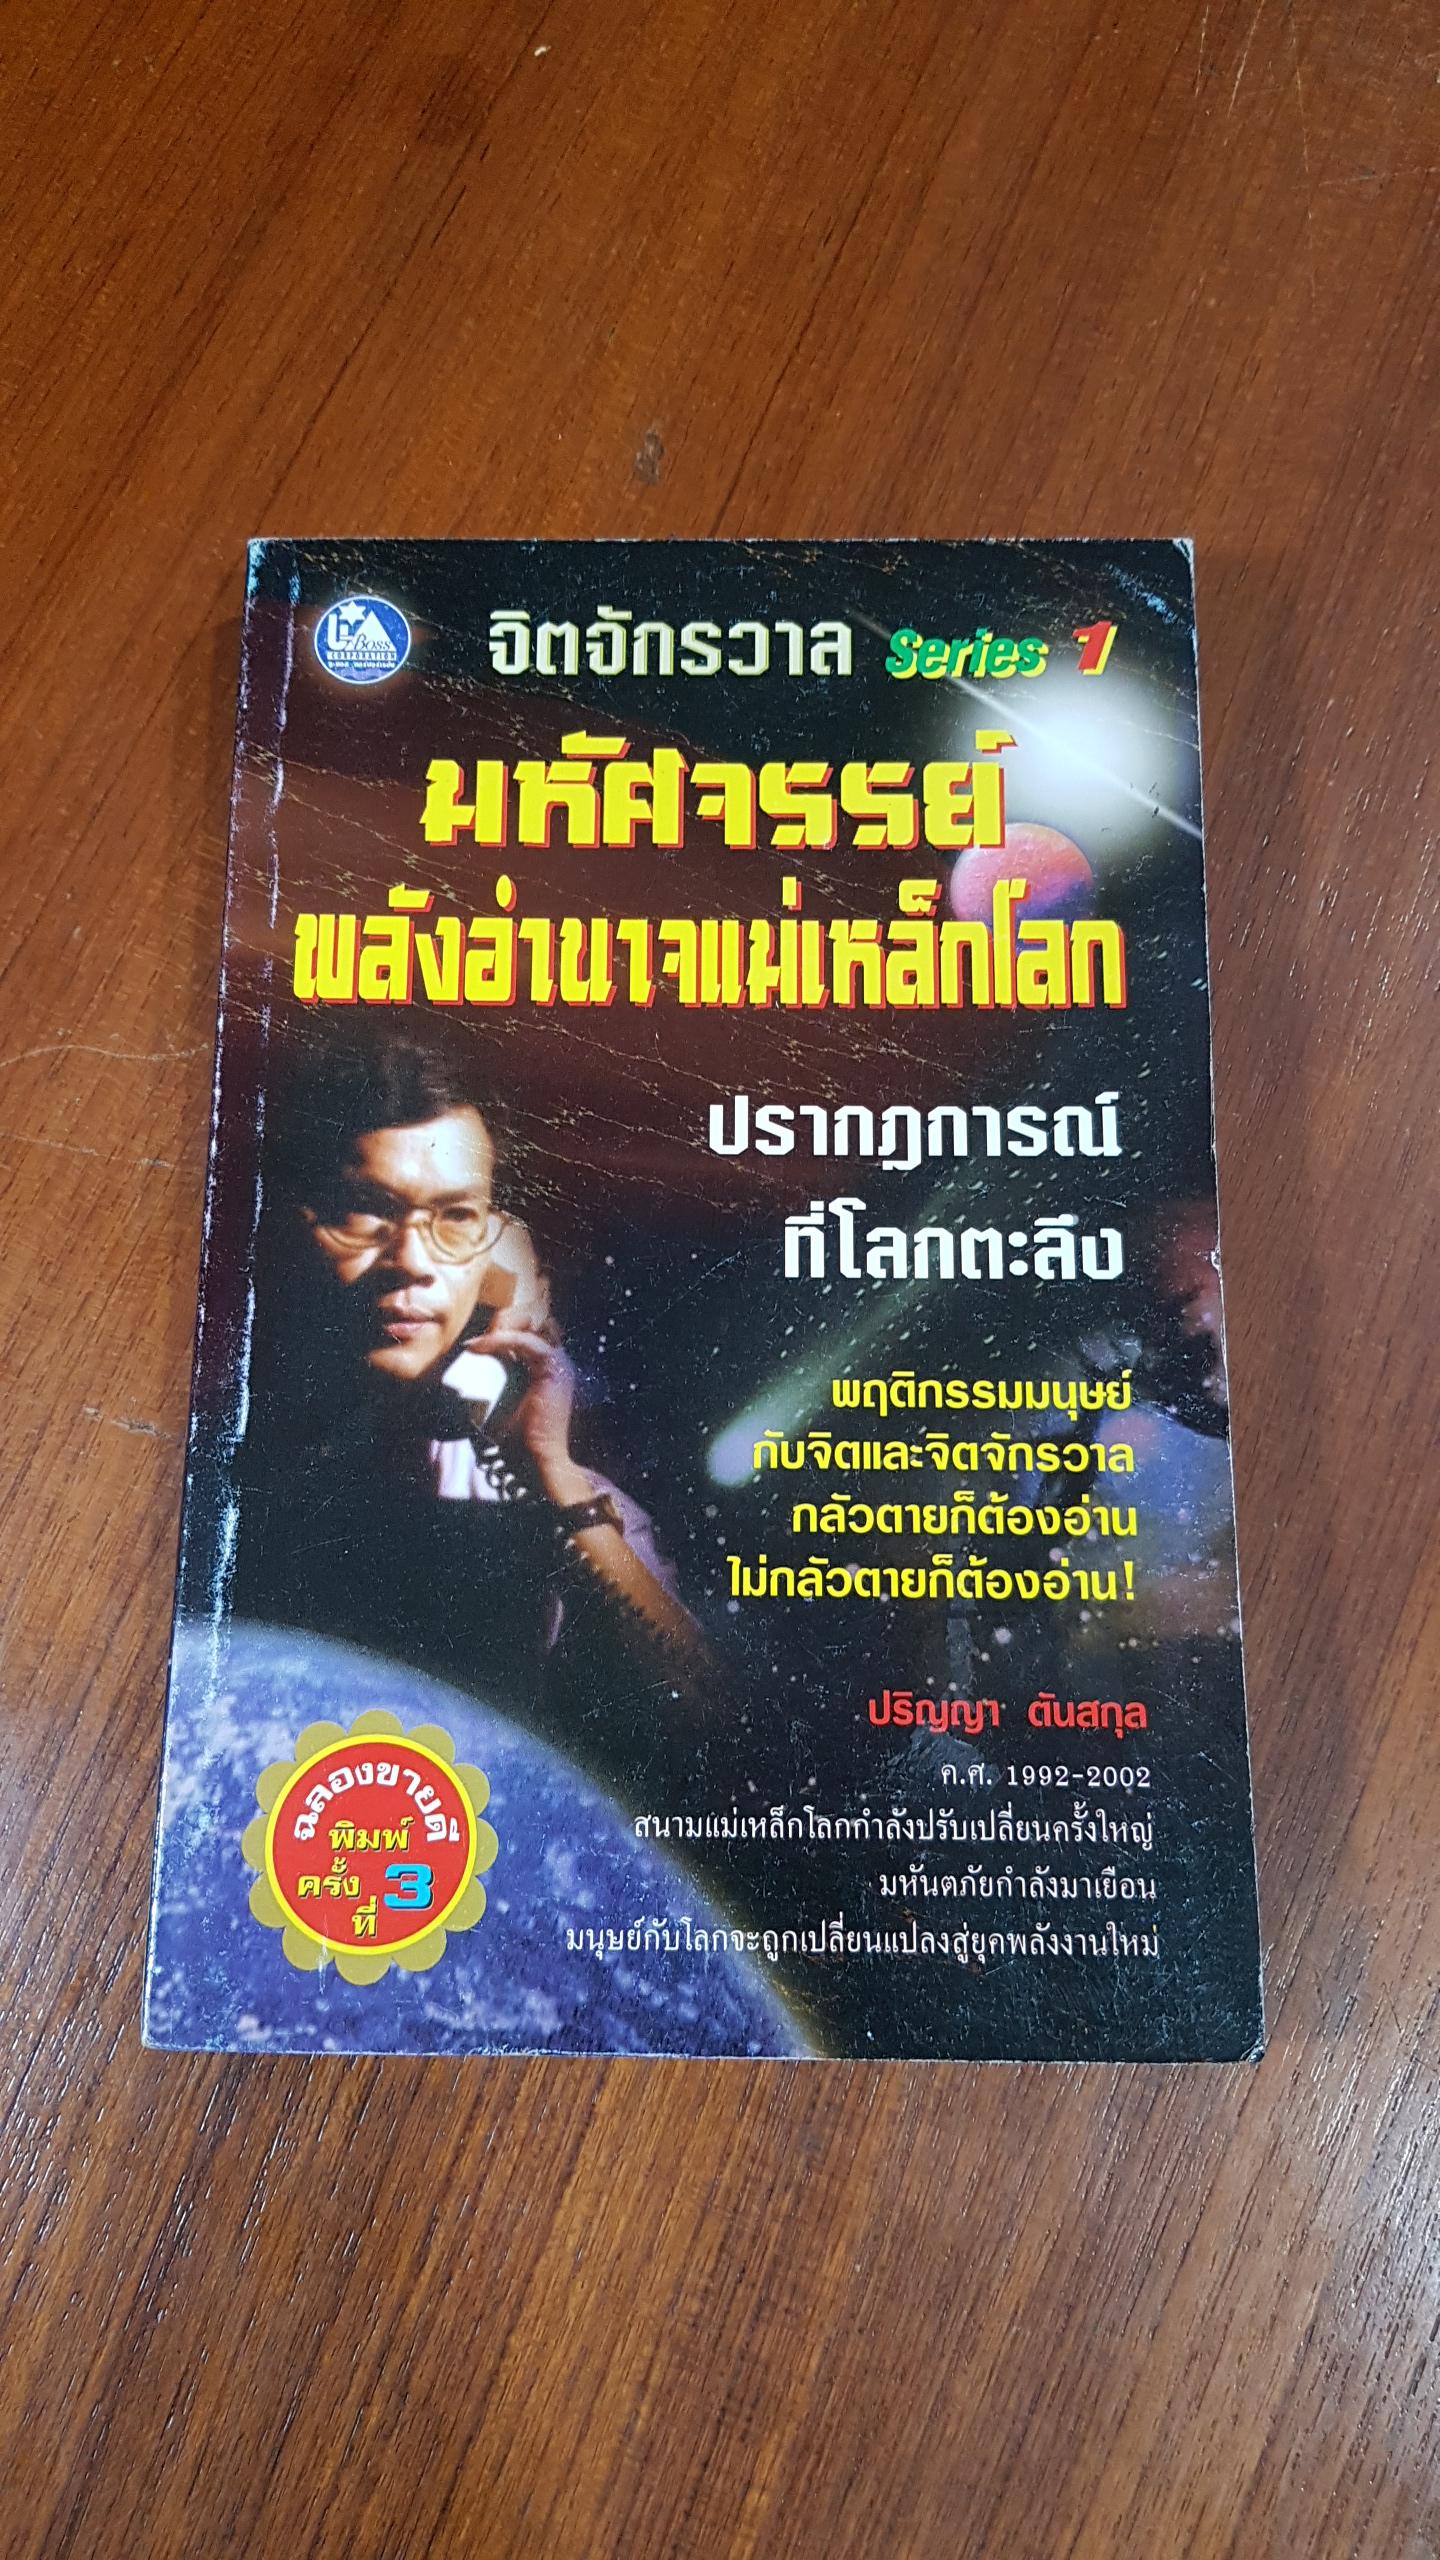 Boss
CORPORATION
จิตจักรวาล Series 1
มหัศจรรย์
พลังอำนาจแม่เหล็กโลก
ปรากฏการณ์
ที่โลกตะลึง
พฤติกรรมมนุษย์
กับจิตและจิตจักรวาล
กลัวตายก็ต้องอ่าน
ไม่กลัวตายก็ต้องอ่าน!
ปริญญา ตันสกุล
ค.ศ. 1992-2002
สนามแม่เหล็กโลกกำลังปรับเปลี่ยนครั้งใหญ่
มหันตภัยกำลังมาเยือน
มนุษย์กับโลกจะถูกเปลี่ยนแปลงสู่ยุคพลังงานใหม่
ฉลองขายดี
พิมพ์
ครั้ง 3
ที่